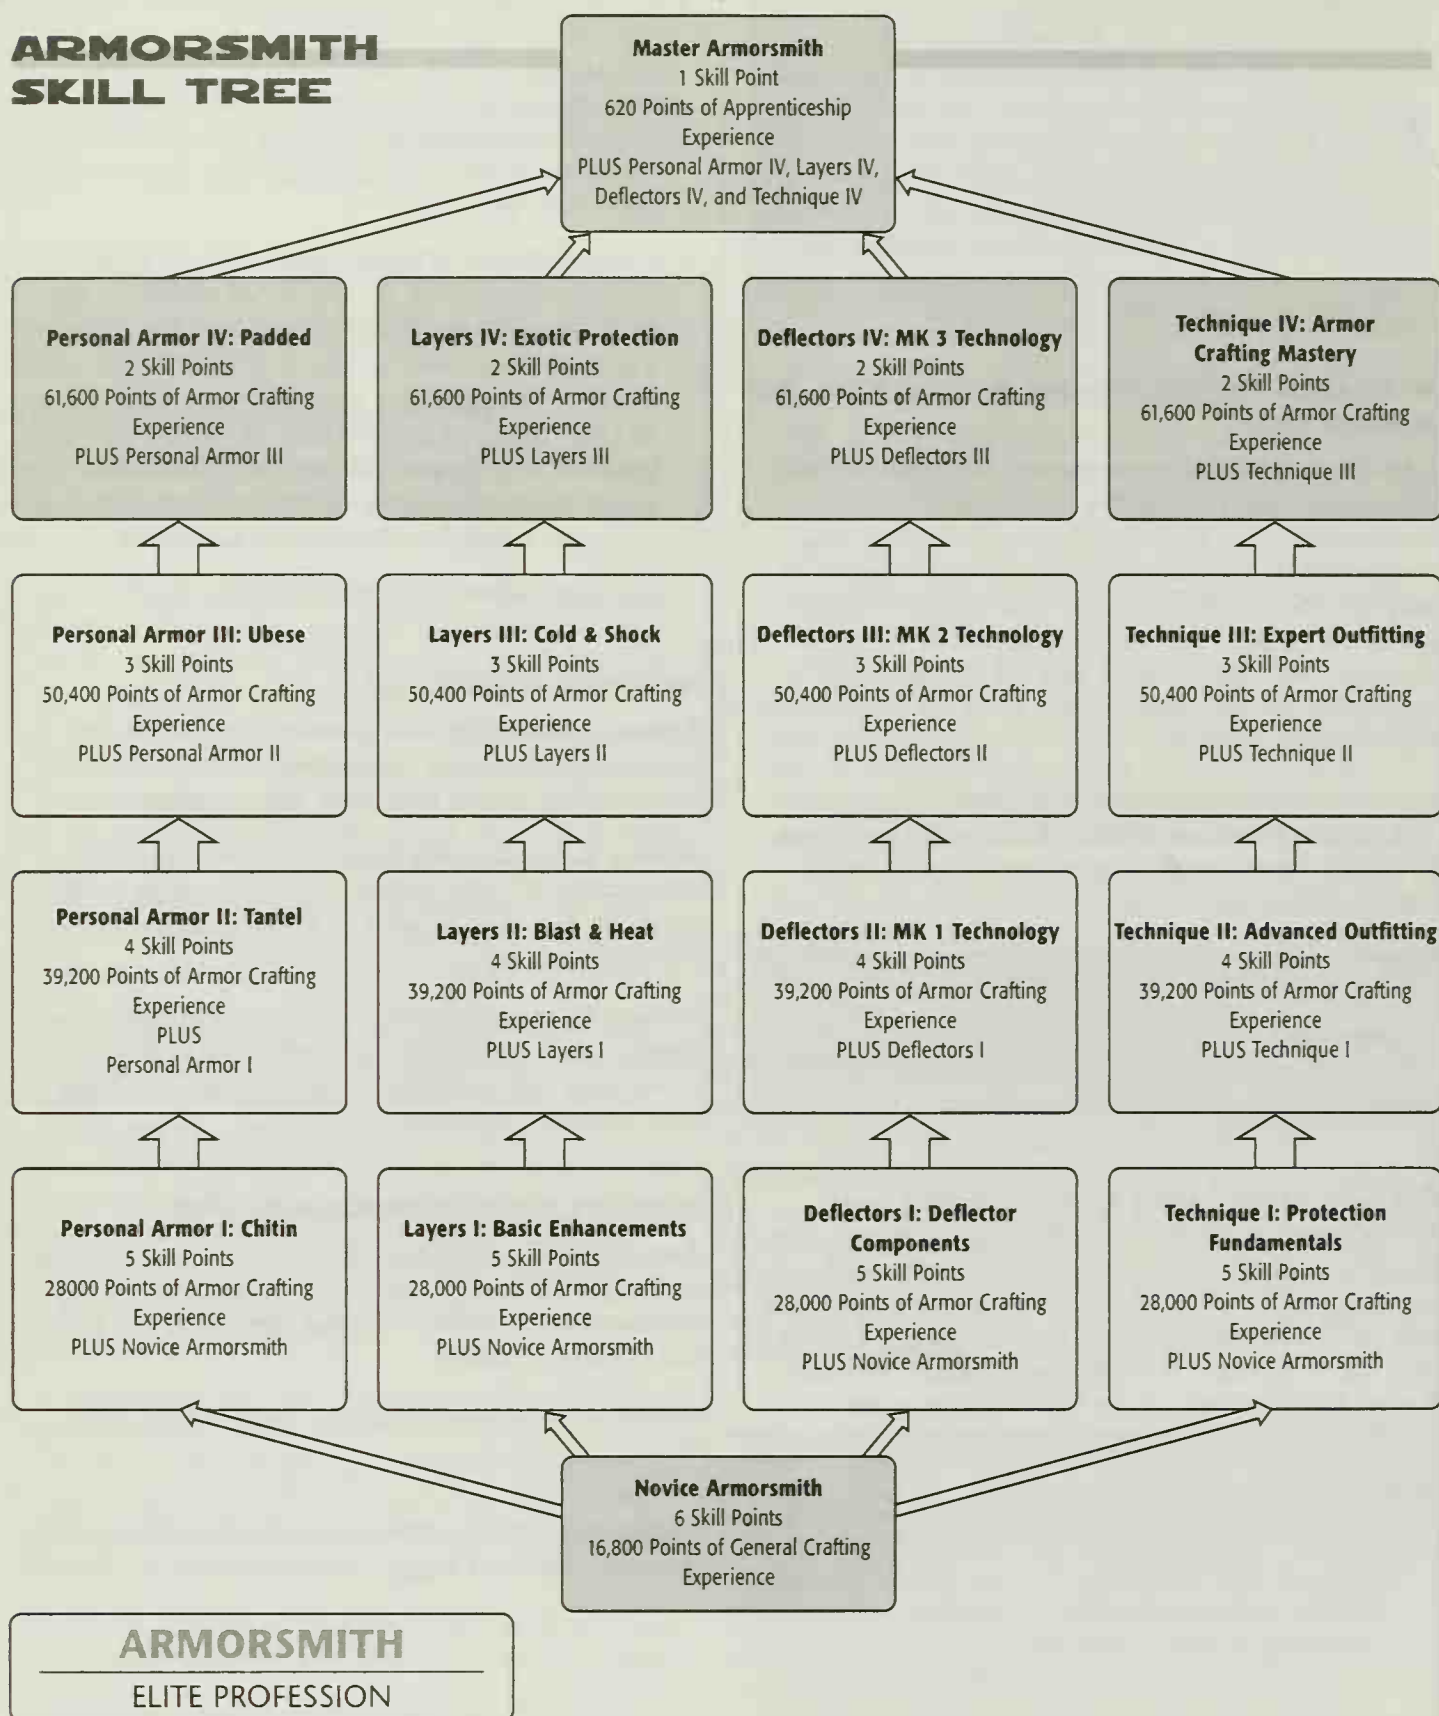 ARMORSMITH
SKILL TREE
Master Armorsmith
1 Skill Point
620 Points of Apprenticeship
Experience
PLUS Personal Armor IV, Layers IV,
Deflectors IV, and Technique IV
Personal Armor IV: Padded
2 Skill Points
61,600 Points of Armor Crafting
Experience
PLUS Personal Armor III
Layers IV: Exotic Protection
2 Skill Points
61,600 Points of Armor Crafting
Experience
PLUS Layers III
Deflectors IV: MK 3 Technology
2 Skill Points
61,600 Points of Armor Crafting
Experience
PLUS Deflectors III
Technique IV: Armor
Crafting Mastery
2 Skill Points
61,600 Points of Armor Crafting
Experience
PLUS Technique III
Personal Armor III: Ubese
3 Skill Points
50,400 Points of Armor Crafting
Experience
PLUS Personal Armor II
Layers III: Cold & Shock
3 Skill Points
50,400 Points of Armor Crafting
Experience
PLUS Layers II
Deflectors III: MK 2 Technology
3 Skill Points
50,400 Points of Armor Crafting
Experience
PLUS Deflectors II
Technique III: Expert Outfitting
3 Skill Points
50,400 Points of Armor Crafting
Experience
PLUS Technique II
Personal Armor II: Tantel
4 Skill Points
39,200 Points of Armor Crafting
Experience
PLUS
Personal Armor I
Layers II: Blast & Heat
4 Skill Points
39,200 Points of Armor Crafting
Experience
PLUS Layers I
Deflectors II: MK 1 Technology
4 Skill Points
39,200 Points of Armor Crafting
Experience
PLUS Deflectors I
Technique II: Advanced Outfitting
4 Skill Points
39,200 Points of Armor Crafting
Experience
PLUS Technique I
Personal Armor I: Chitin
5 Skill Points
28000 Points of Armor Crafting
Experience
PLUS Novice Armorsmith
Layers I: Basic Enhancements
5 Skill Points
28,000 Points of Armor Crafting
Experience
PLUS Novice Armorsmith
Deflectors I: Deflector
Components
5 Skill Points
28,000 Points of Armor Crafting
Experience
PLUS Novice Armorsmith
Technique I: Protection
Fundamentals
5 Skill Points
28,000 Points of Armor Crafting
Experience
PLUS Novice Armorsmith
Novice Armorsmith
6 Skill Points
16,800 Points of General Crafting
Experience
ARMORSMITH
ELITE PROFESSION